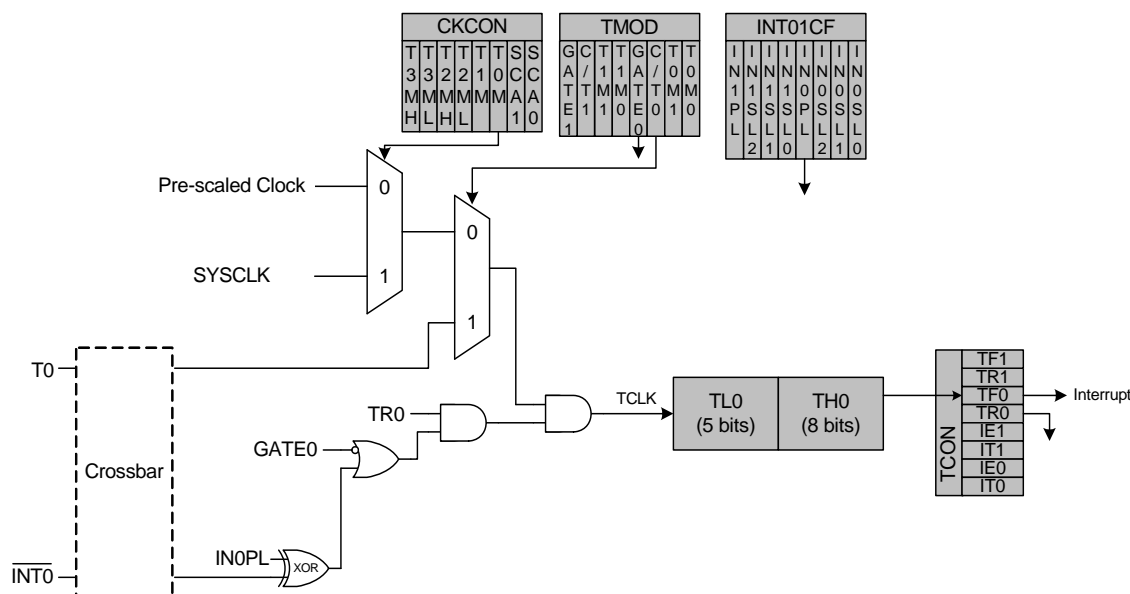 CKCON
T3MH
T3ML
T2MH
T2ML
T1M
T0M
SCA1
SCA0
TMOD
GATE1
C/T1
T1M1
T1M0
GATE0
C/T0
T0M1
T0M0
INT01CF
IN1PL
IN1SL2
IN1SL1
IN1SL0
IN0PL
IN0SL2
IN0SL1
IN0SL0
Pre-scaled Clock
0
SYSCLK
1
0
1
T0
Crossbar
INT0
TR0
GATE0
IN0PL
XOR
TCLK
TL0
(5 bits)
TH0
(8 bits)
TCON
TF1
TR1
TF0
TR0
IE1
IT1
IE0
IT0
Interrupt